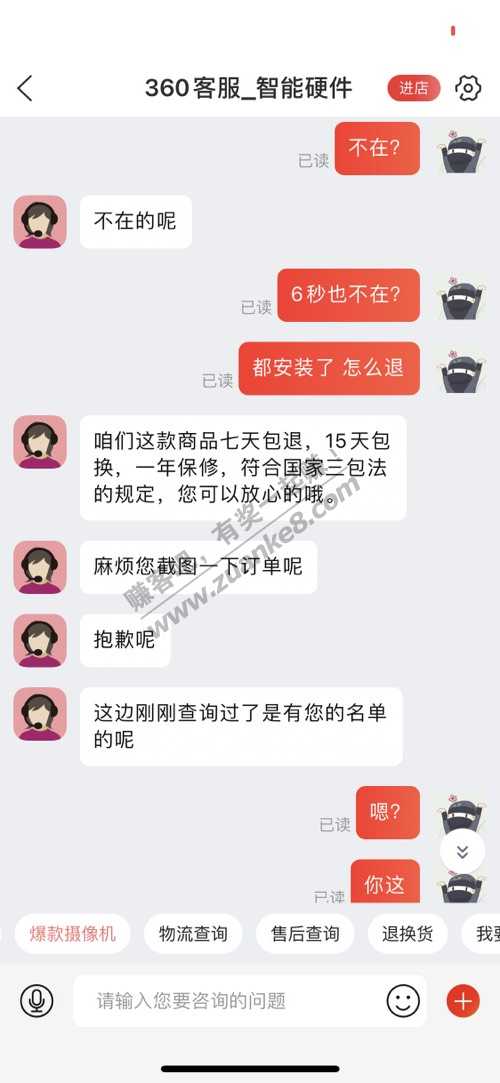 360客服_智能硬件
进店
不在?
已读
不在的呢
6秒也不在?
已读
都安装了 怎么退
已读
咱们这款商品七天包退，15天包
换，一年保修，符合国家三包法
的规定，您可以放心的哦。
麻烦您截图一下订单呢
抱歉呢
这边刚刚查询过了是有您的名单
的呢
嗯?
已读
你这
已读
赚客吧，有奖一起赚！
www.zuanke8.com
爆款摄像机
物流查询
售后查询
退换货
我要
请输入您要咨询的问题